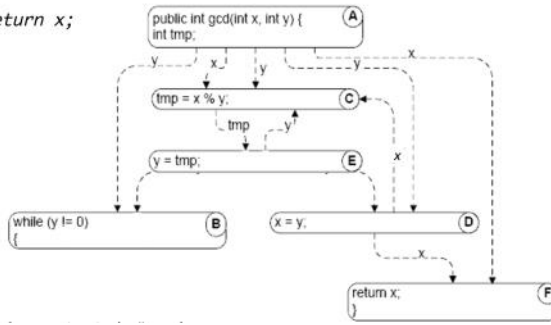 return x;
public int gcd(int x, int y) { A
int tmp;
y x y y x
tmp = x % y; C
tmp y
x
y = tmp; E
while (y != 0) B
{
x = y; D
x
return x; F
}